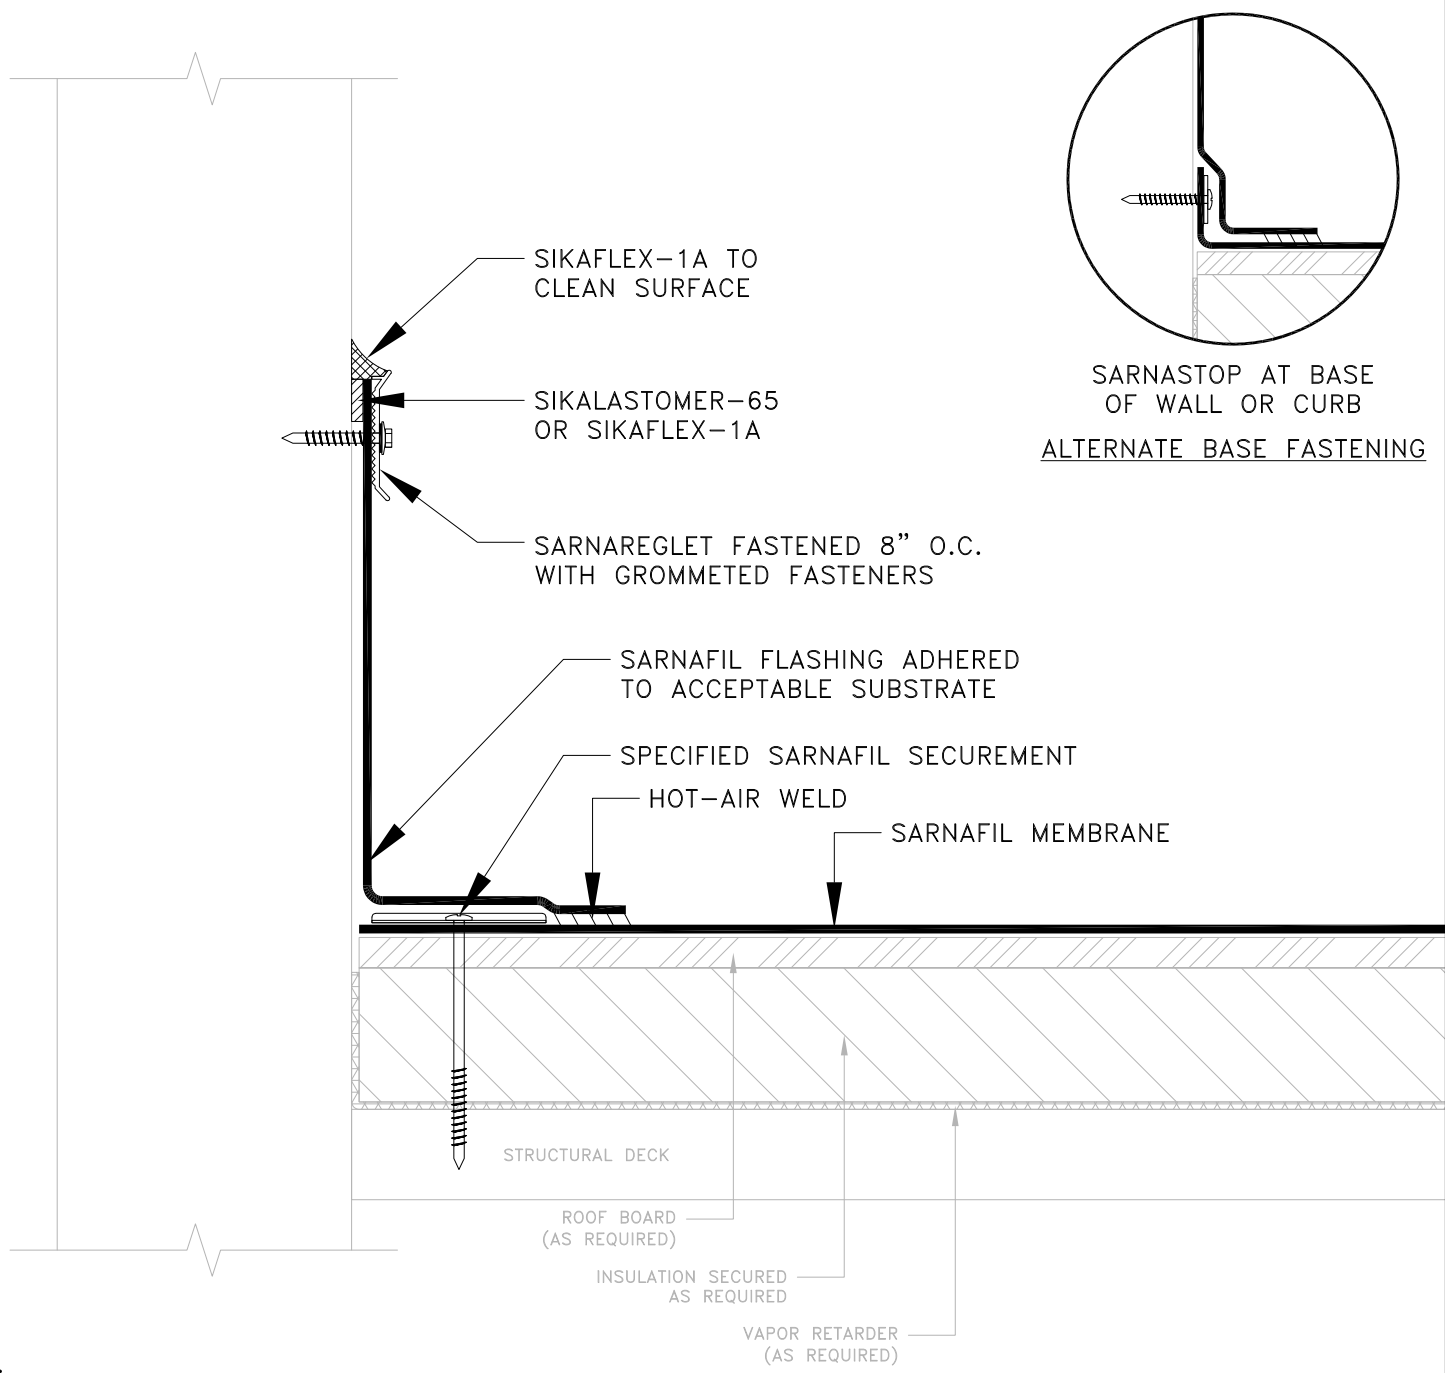 SIKAFLEX-1A TO
CLEAN SURFACE
SIKALASTOMER-65
OR SIKAFLEX-1A
SARNAREGLET FASTENED 8” O.C.
WITH GROMMETED FASTENERS
SARNAFIL FLASHING ADHERED
TO ACCEPTABLE SUBSTRATE
SPECIFIED SARNAFIL SECUREMENT
HOT-AIR WELD
SARNAFIL MEMBRANE
SARNASTOP AT BASE
OF WALL OR CURB
ALTERNATE BASE FASTENING
STRUCTURAL DECK
ROOF BOARD
(AS REQUIRED)
INSULATION SECURED
AS REQUIRED
VAPOR RETARDER
(AS REQUIRED)